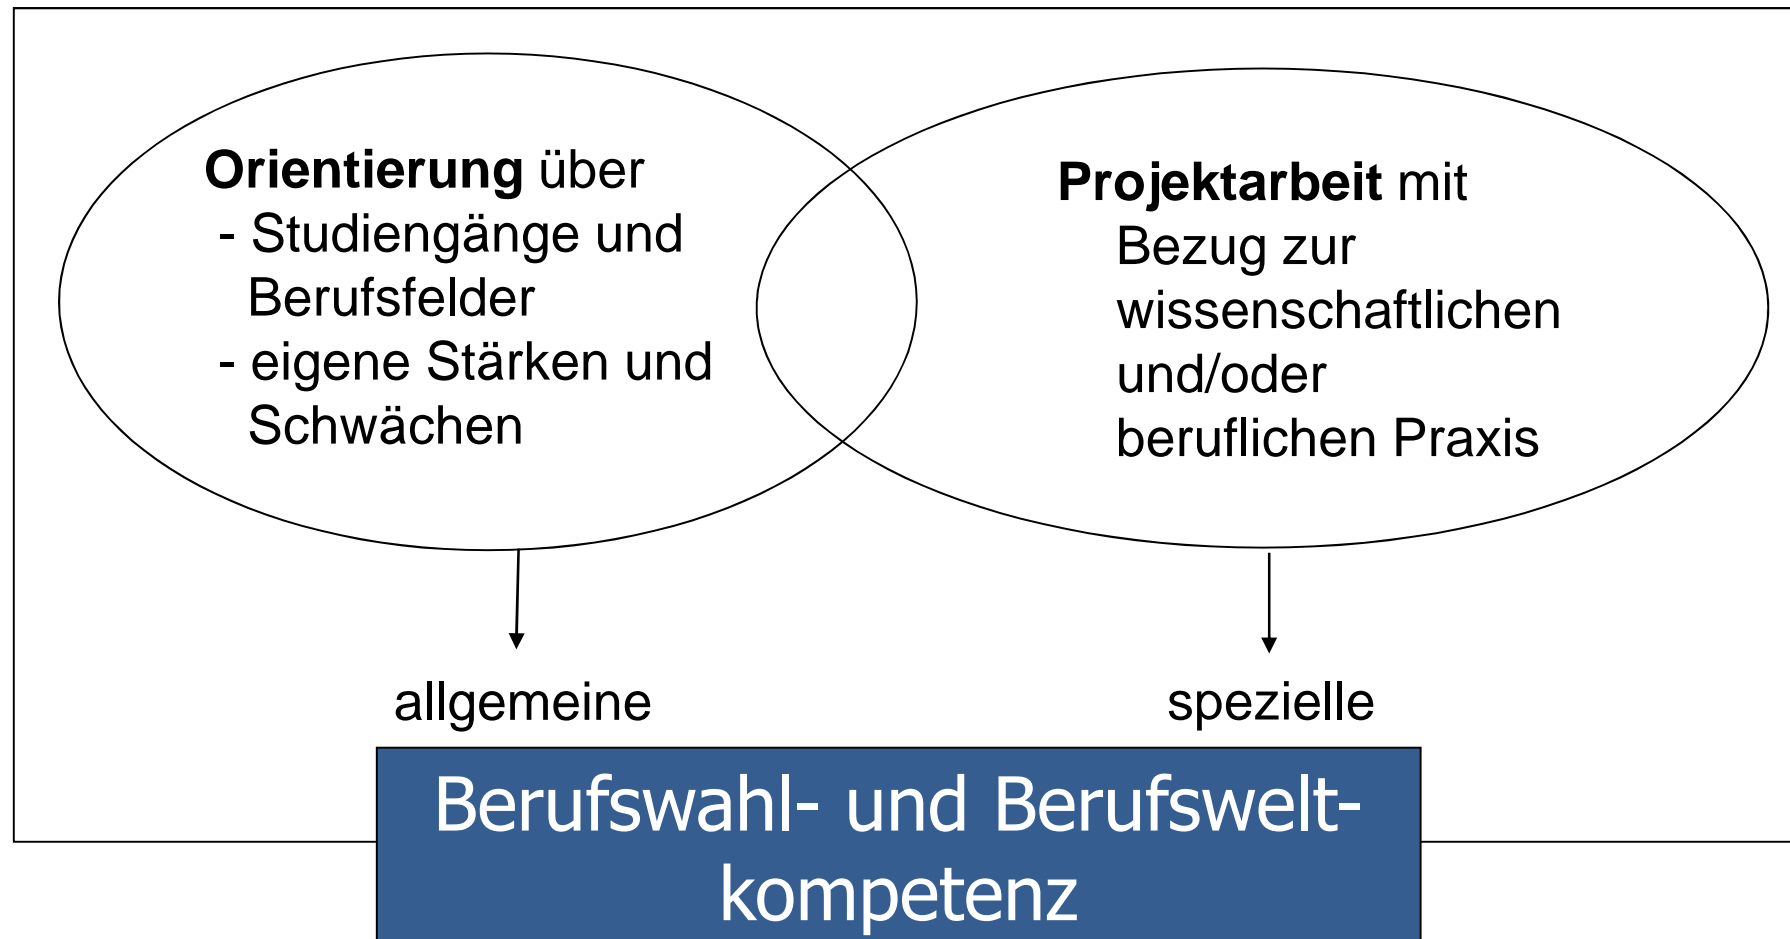 Orientierung über
- Studiengänge und
Berufsfelder
- eigene Stärken und
Schwächen
Projektarbeit mit
Bezug zur
wissenschaftlichen
und/oder
beruflichen Praxis
allgemeine
spezielle
Berufswahl- und Berufswelt-
kompetenz